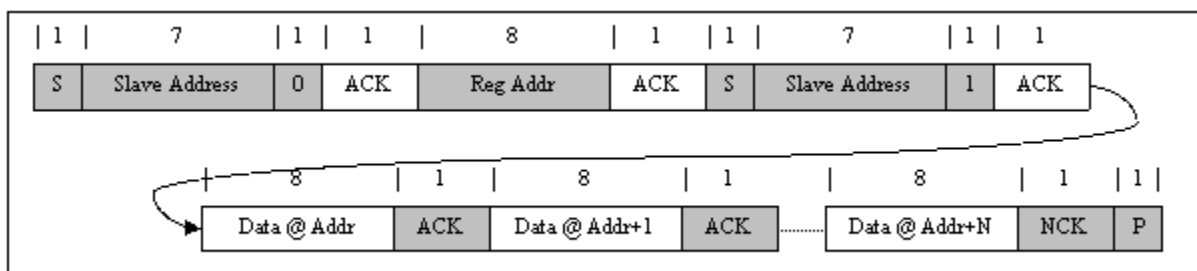 | 1 | 7 | 1 | 1 | 8 | 1 | 1 | 7 | 1 | 1
S Slave Address 0 ACK Reg Addr ACK S Slave Address 1 ACK
| 8 | 1 | 8 | 1 | 8 | 1 | 1 |
Data @ Addr ACK Data @ Addr+1 ACK Data @ Addr+N NCK P